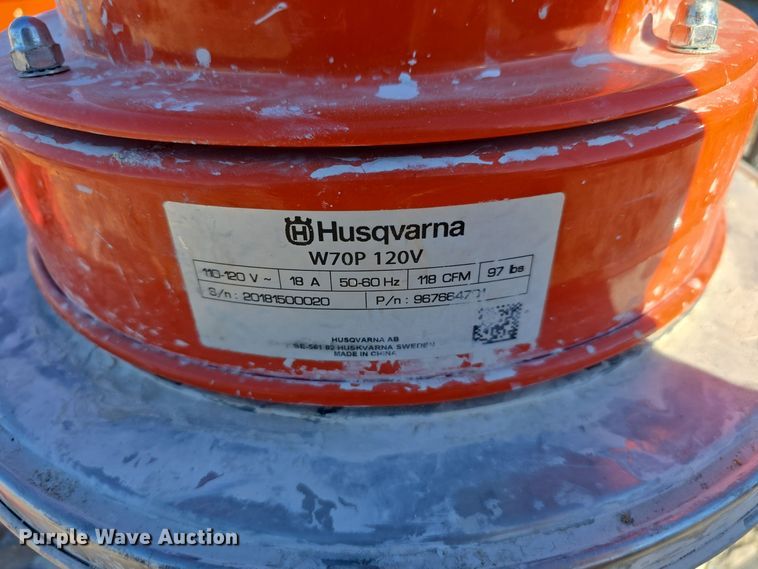 Husqvarna
W70P 120V
110-120 V ~ 18 A 50-60 Hz 118 CFM 97 lbs
S/n : 20181500020 P/n :
HUSQVARNA AB
SE-561 82 HUSKVARNA SWEDEN
MADE IN CHINA
Purple Wave Auction